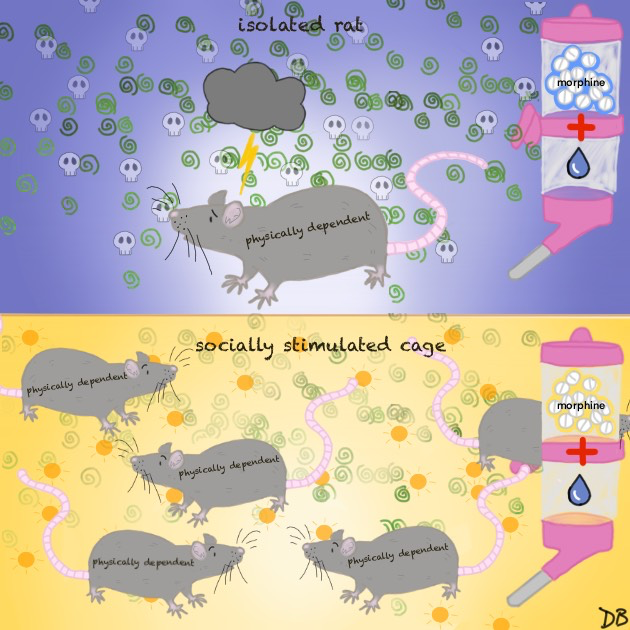 isolated rat
morphine
physically dependent
socially stimulated cage
physically dependent
morphine
physically dependent
physically dependent
physically dependent
DB